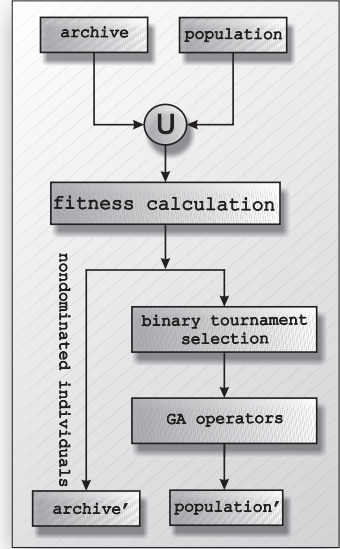 archive
population
U
fitness calculation
nondominated individuals
binary tournament
selection
GA operators
archive’
population’